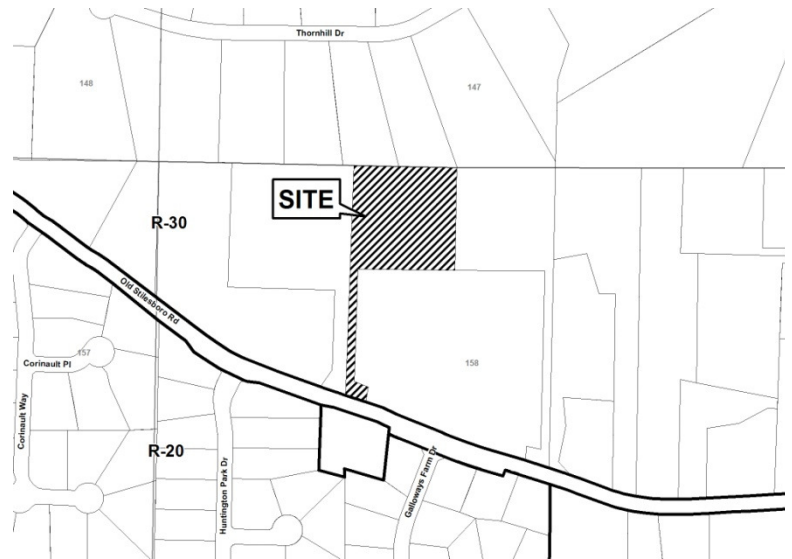 Thornhill Dr
148
147
SITE
R-30
Old Stilesboro Rd
157
Corinault Pl
158
Corinault Way
R-20
Huntington Park Dr
Galloways Farm Dr